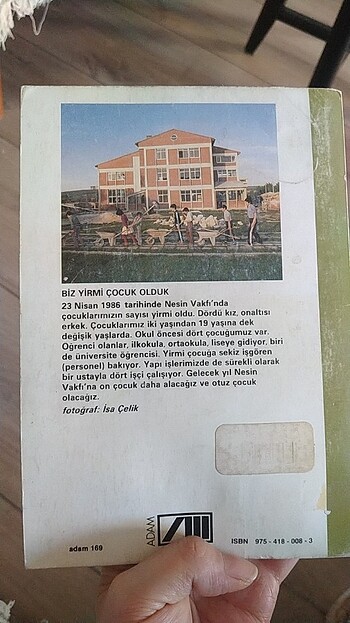 BİZ YİRMİ ÇOCUK OLDUK
23 Nisan 1986 tarihinde Nesin Vakfı'nda
çocuklarımızın sayısı yirmi oldu. Dördü kız, onaltısı
erkek. Çocuklarımız iki yaşından 19 yaşına dek
değişik yaşlarda. Okul öncesi dört çocuğumuz var.
Öğrenci olanlar, ilkokula, ortaokula, liseye gidiyor, biri
de üniversite öğrencisi. Yirmi çocuğa sekiz işgören
(personel) bakıyor. Yapı işlerimizde de sürekli olarak
bir ustayla dört işçi çalışıyor. Gelecek yıl Nesin
Vakfı'na on çocuk daha alacağız ve otuz çocuk
olacağız.
fotoğraf: İsa Çelik
adam 169
ADAM
ISBN 975 - 418 - 008 - 3